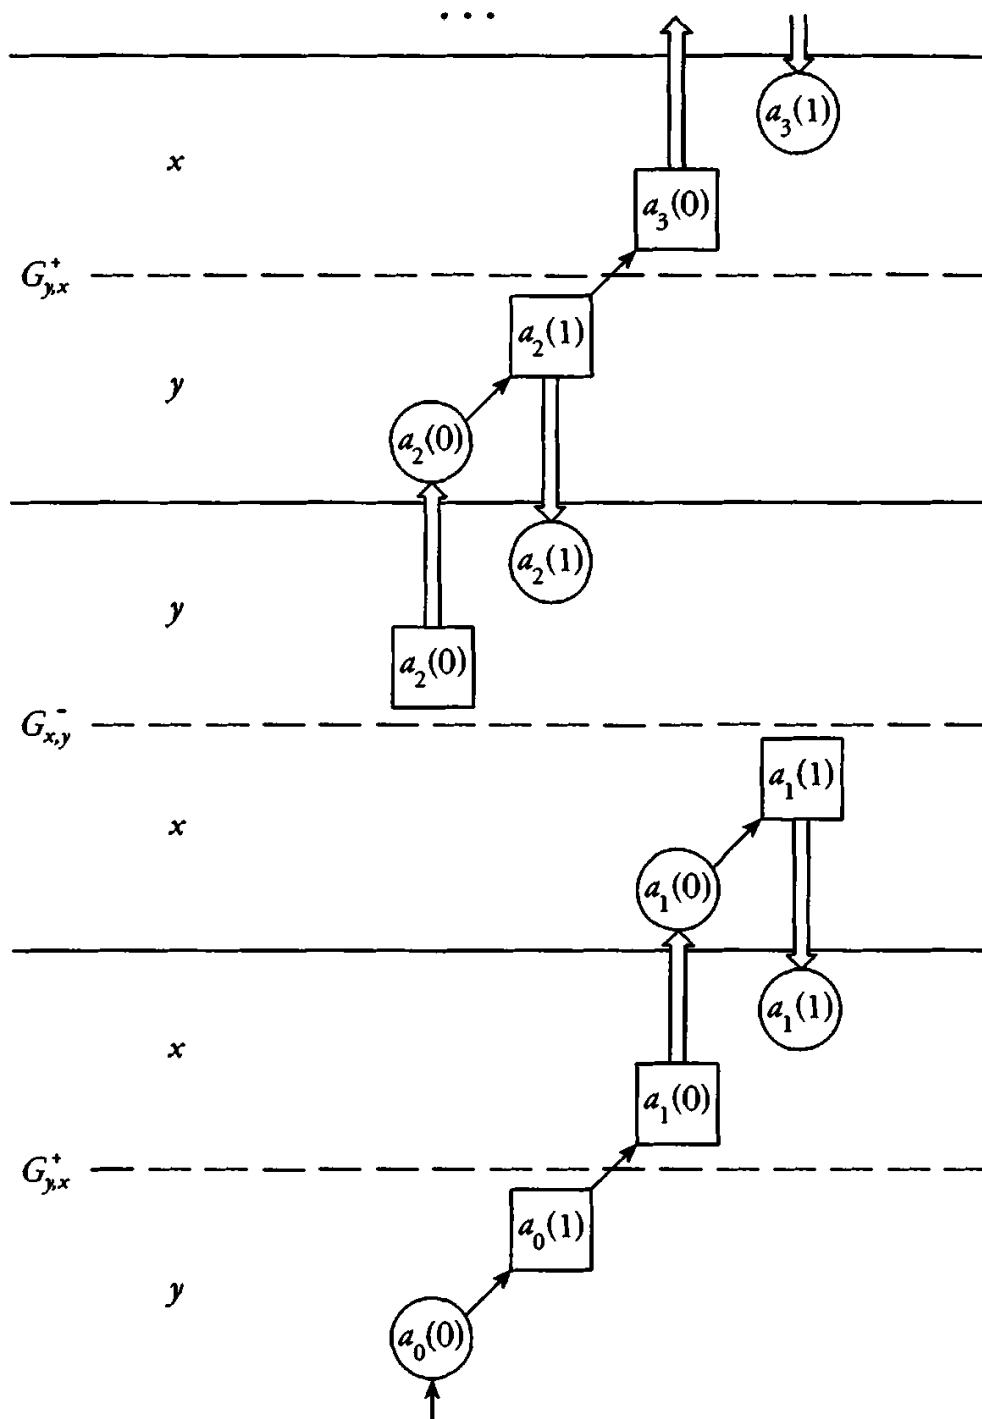 ...
a₃(1)
x
a₃(0)
G⁺y,x
a₂(1)
y
a₂(0)
a₂(1)
y
a₂(0)
G⁻x,y
a₁(1)
x
a₁(0)
a₁(1)
x
a₁(0)
G⁺y,x
a₀(1)
y
a₀(0)